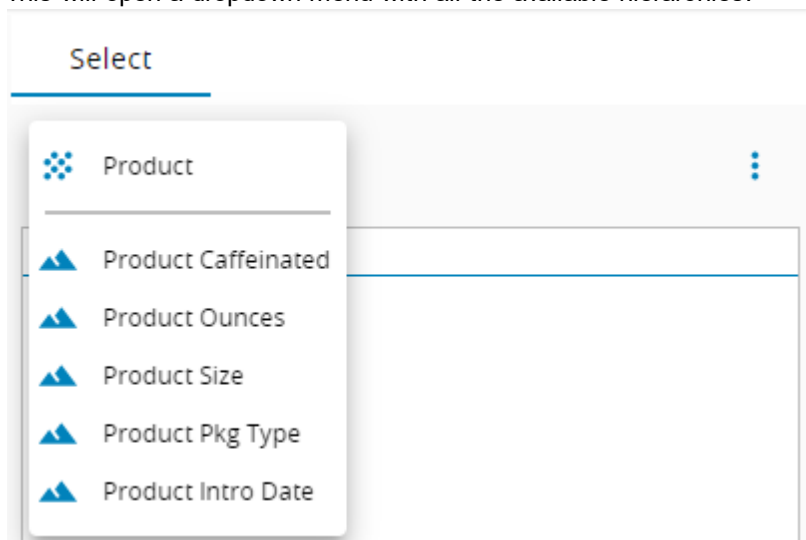 This will open a dropdown menu with all the available hierarchies.
Select
Product
Product Caffeinated
Product Ounces
Product Size
Product Pkg Type
Product Intro Date